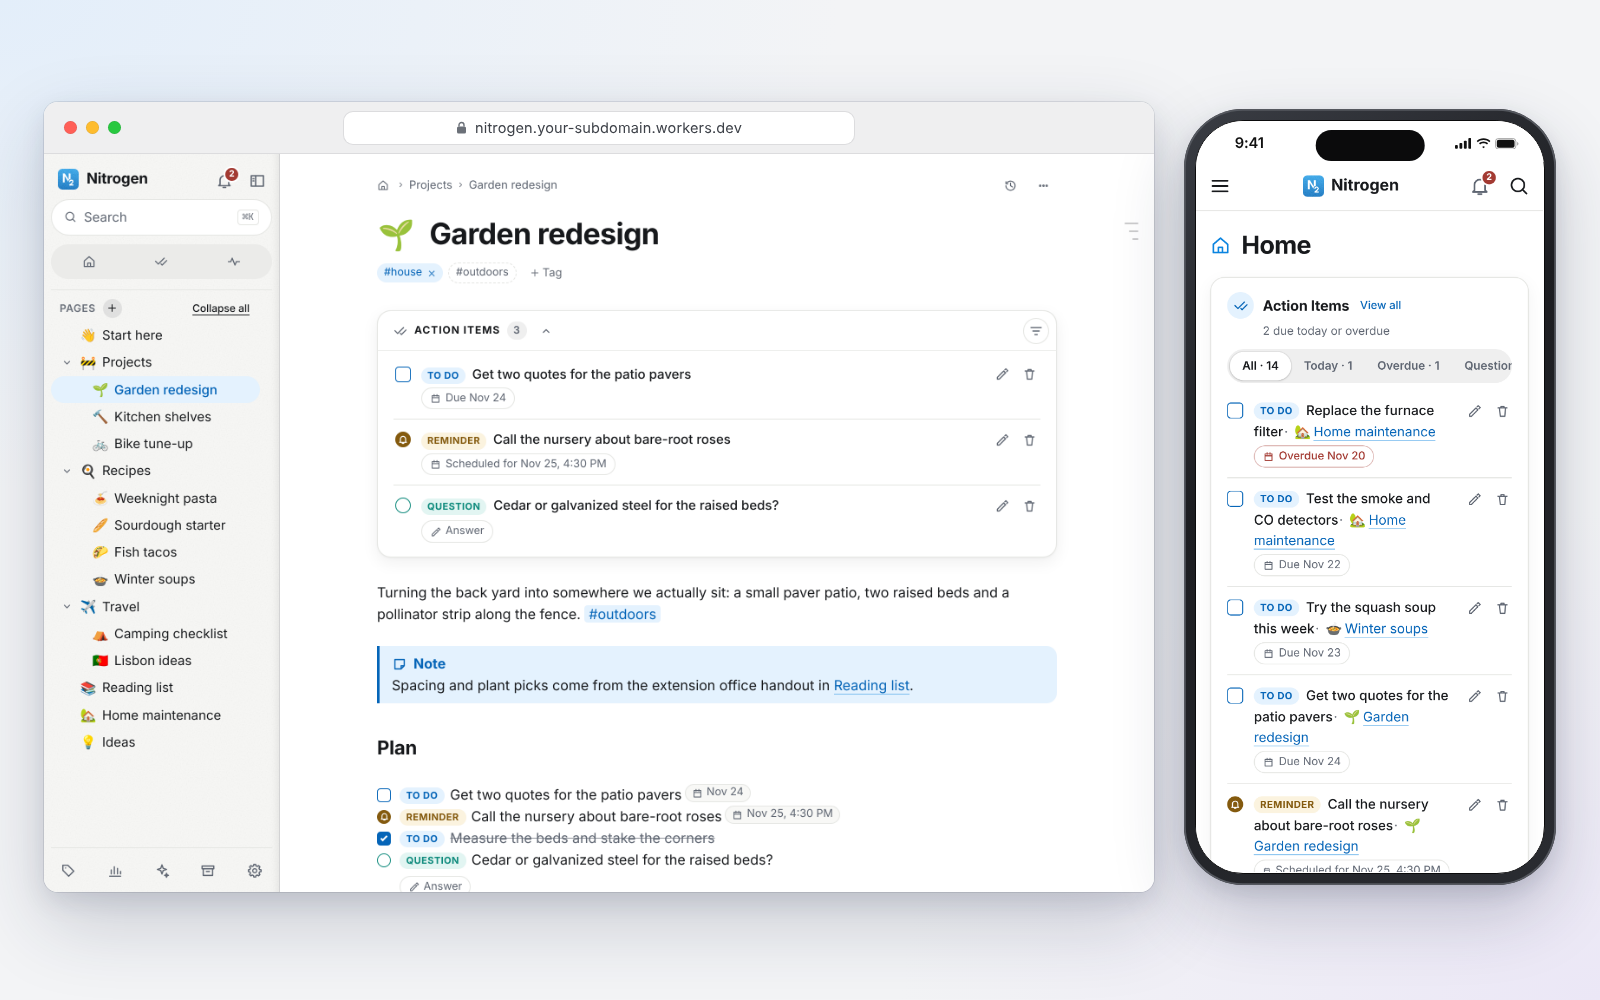 nitrogen.your-subdomain.workers.dev
N2 Nitrogen 2
Search ⌘K
PAGES + Collapse all
Start here
Projects
Garden redesign
Kitchen shelves
Bike tune-up
Recipes
Weeknight pasta
Sourdough starter
Fish tacos
Winter soups
Travel
Camping checklist
Lisbon ideas
Reading list
Home maintenance
Ideas
Projects › Garden redesign
Garden redesign
#house × #outdoors + Tag
ACTION ITEMS 3
TO DO Get two quotes for the patio pavers
Due Nov 24
REMINDER Call the nursery about bare-root roses
Scheduled for Nov 25, 4:30 PM
QUESTION Cedar or galvanized steel for the raised beds?
Answer
Turning the back yard into somewhere we actually sit: a small paver patio, two raised beds and a
pollinator strip along the fence. #outdoors
Note
Spacing and plant picks come from the extension office handout in Reading list.
Plan
TO DO Get two quotes for the patio pavers Nov 24
REMINDER Call the nursery about bare-root roses Nov 25, 4:30 PM
TO DO Measure the beds and stake the corners
QUESTION Cedar or galvanized steel for the raised beds?
Answer
9:41
N2 Nitrogen 2
Home
Action Items View all
2 due today or overdue
All · 14 Today · 1 Overdue · 1 Question
TO DO Replace the furnace
filter · Home maintenance
Overdue Nov 20
TO DO Test the smoke and
CO detectors · Home
maintenance
Due Nov 22
TO DO Try the squash soup
this week · Winter soups
Due Nov 23
TO DO Get two quotes for the
patio pavers · Garden
redesign
Due Nov 24
REMINDER Call the nursery
about bare-root roses ·
Garden redesign
Scheduled for Nov 25, 4:30 PM